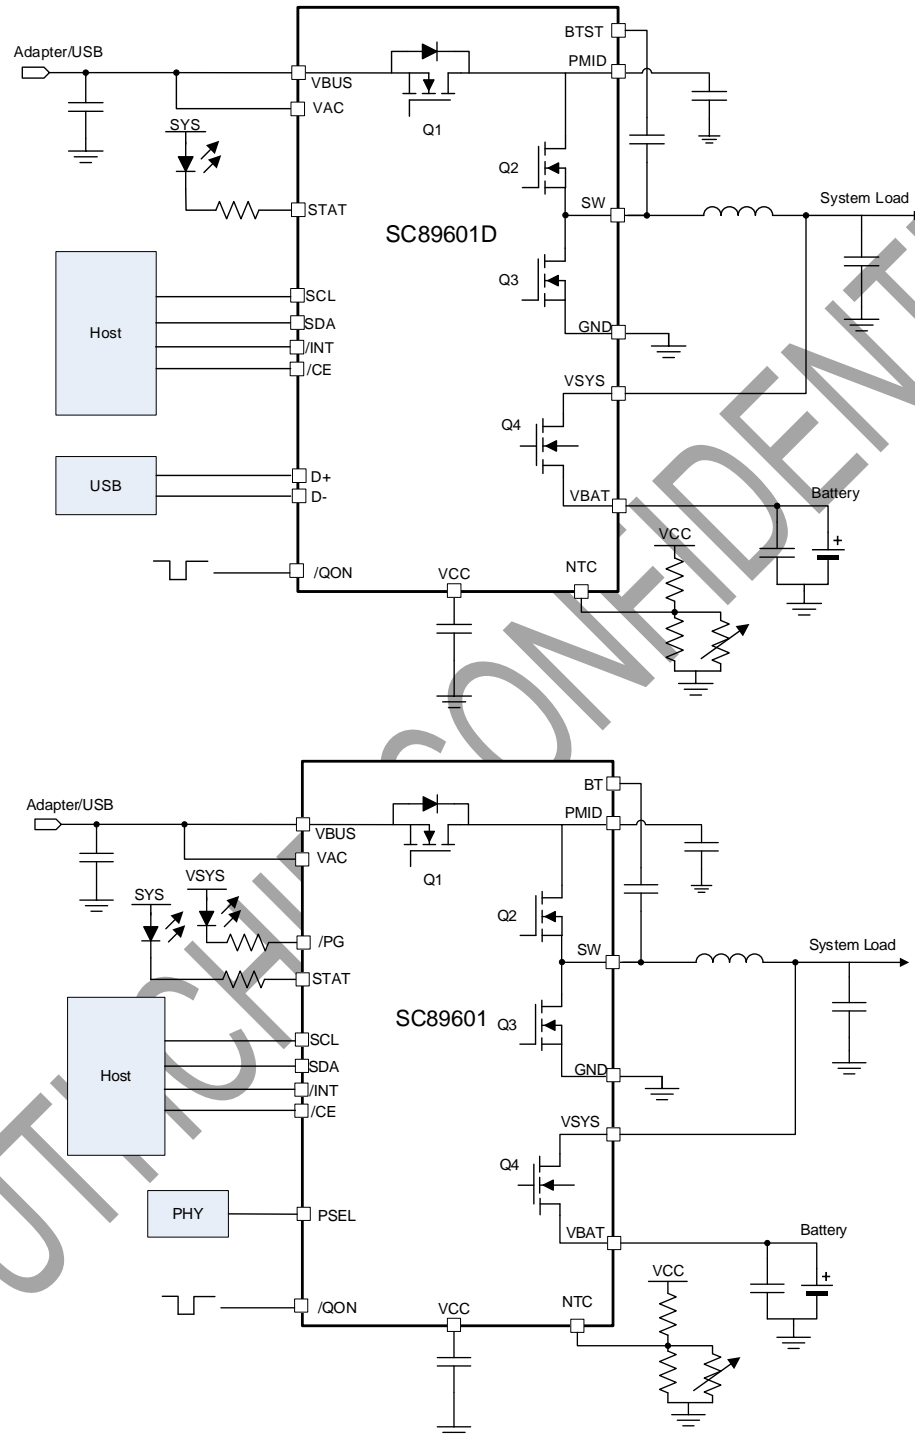 BTST
Adapter/USB
PMID
VBUS
VAC
Q1
SYS
Q2
STAT
SW
System Load
SC89601D
Q3
SCL
SDA
Host
GND
/INT
/CE
VSYS
Q4
D+
USB
D-
VBAT
Battery
VCC
+
/QON
VCC
NTC
CONFIDENT
BT
Adapter/USB
PMID
VBUS
VAC
Q1
SYS
VSYS
Q2
/PG
SW
System Load
STAT
SC89601
Q3
SCL
SDA
Host
GND
/INT
/CE
VSYS
Q4
PHY
PSEL
VBAT
Battery
VCC
+
/QON
VCC
NTC